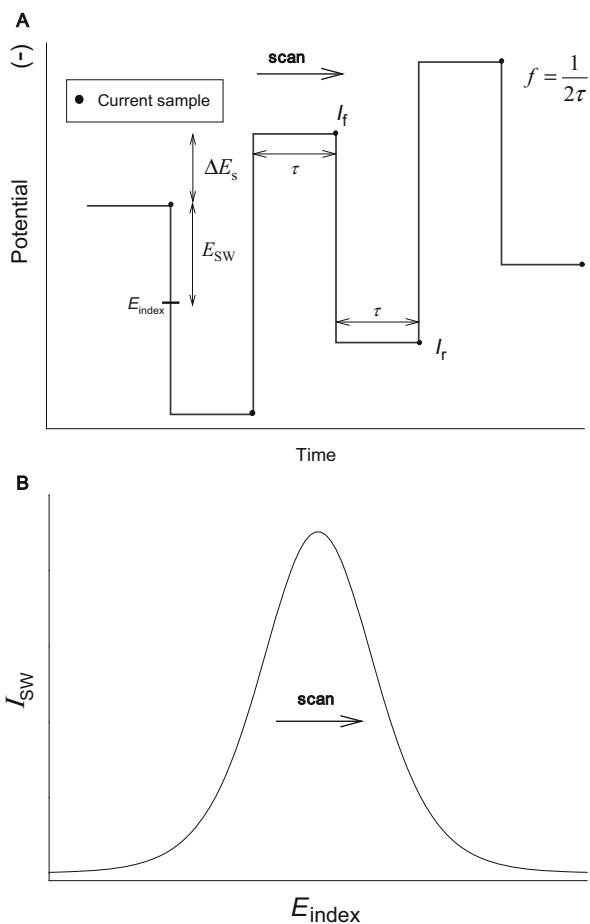 A
(-)
scan
f = 1/2τ
Current sample
I_f
ΔE_s
τ
Potential
E_SW
E_index
τ
I_r
Time
B
I_SW
scan
E_index